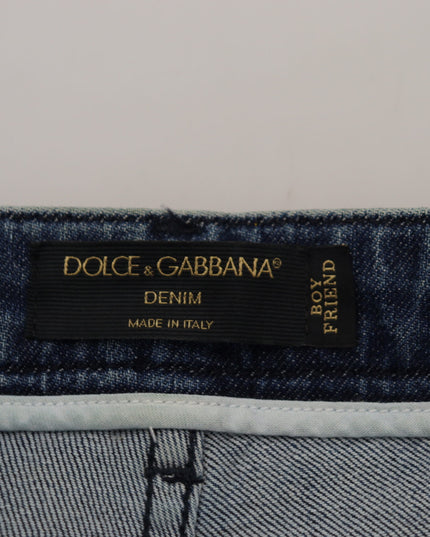 DOLCE & GABBANA®
DENIM
MADE IN ITALY
BOY
FRIEND